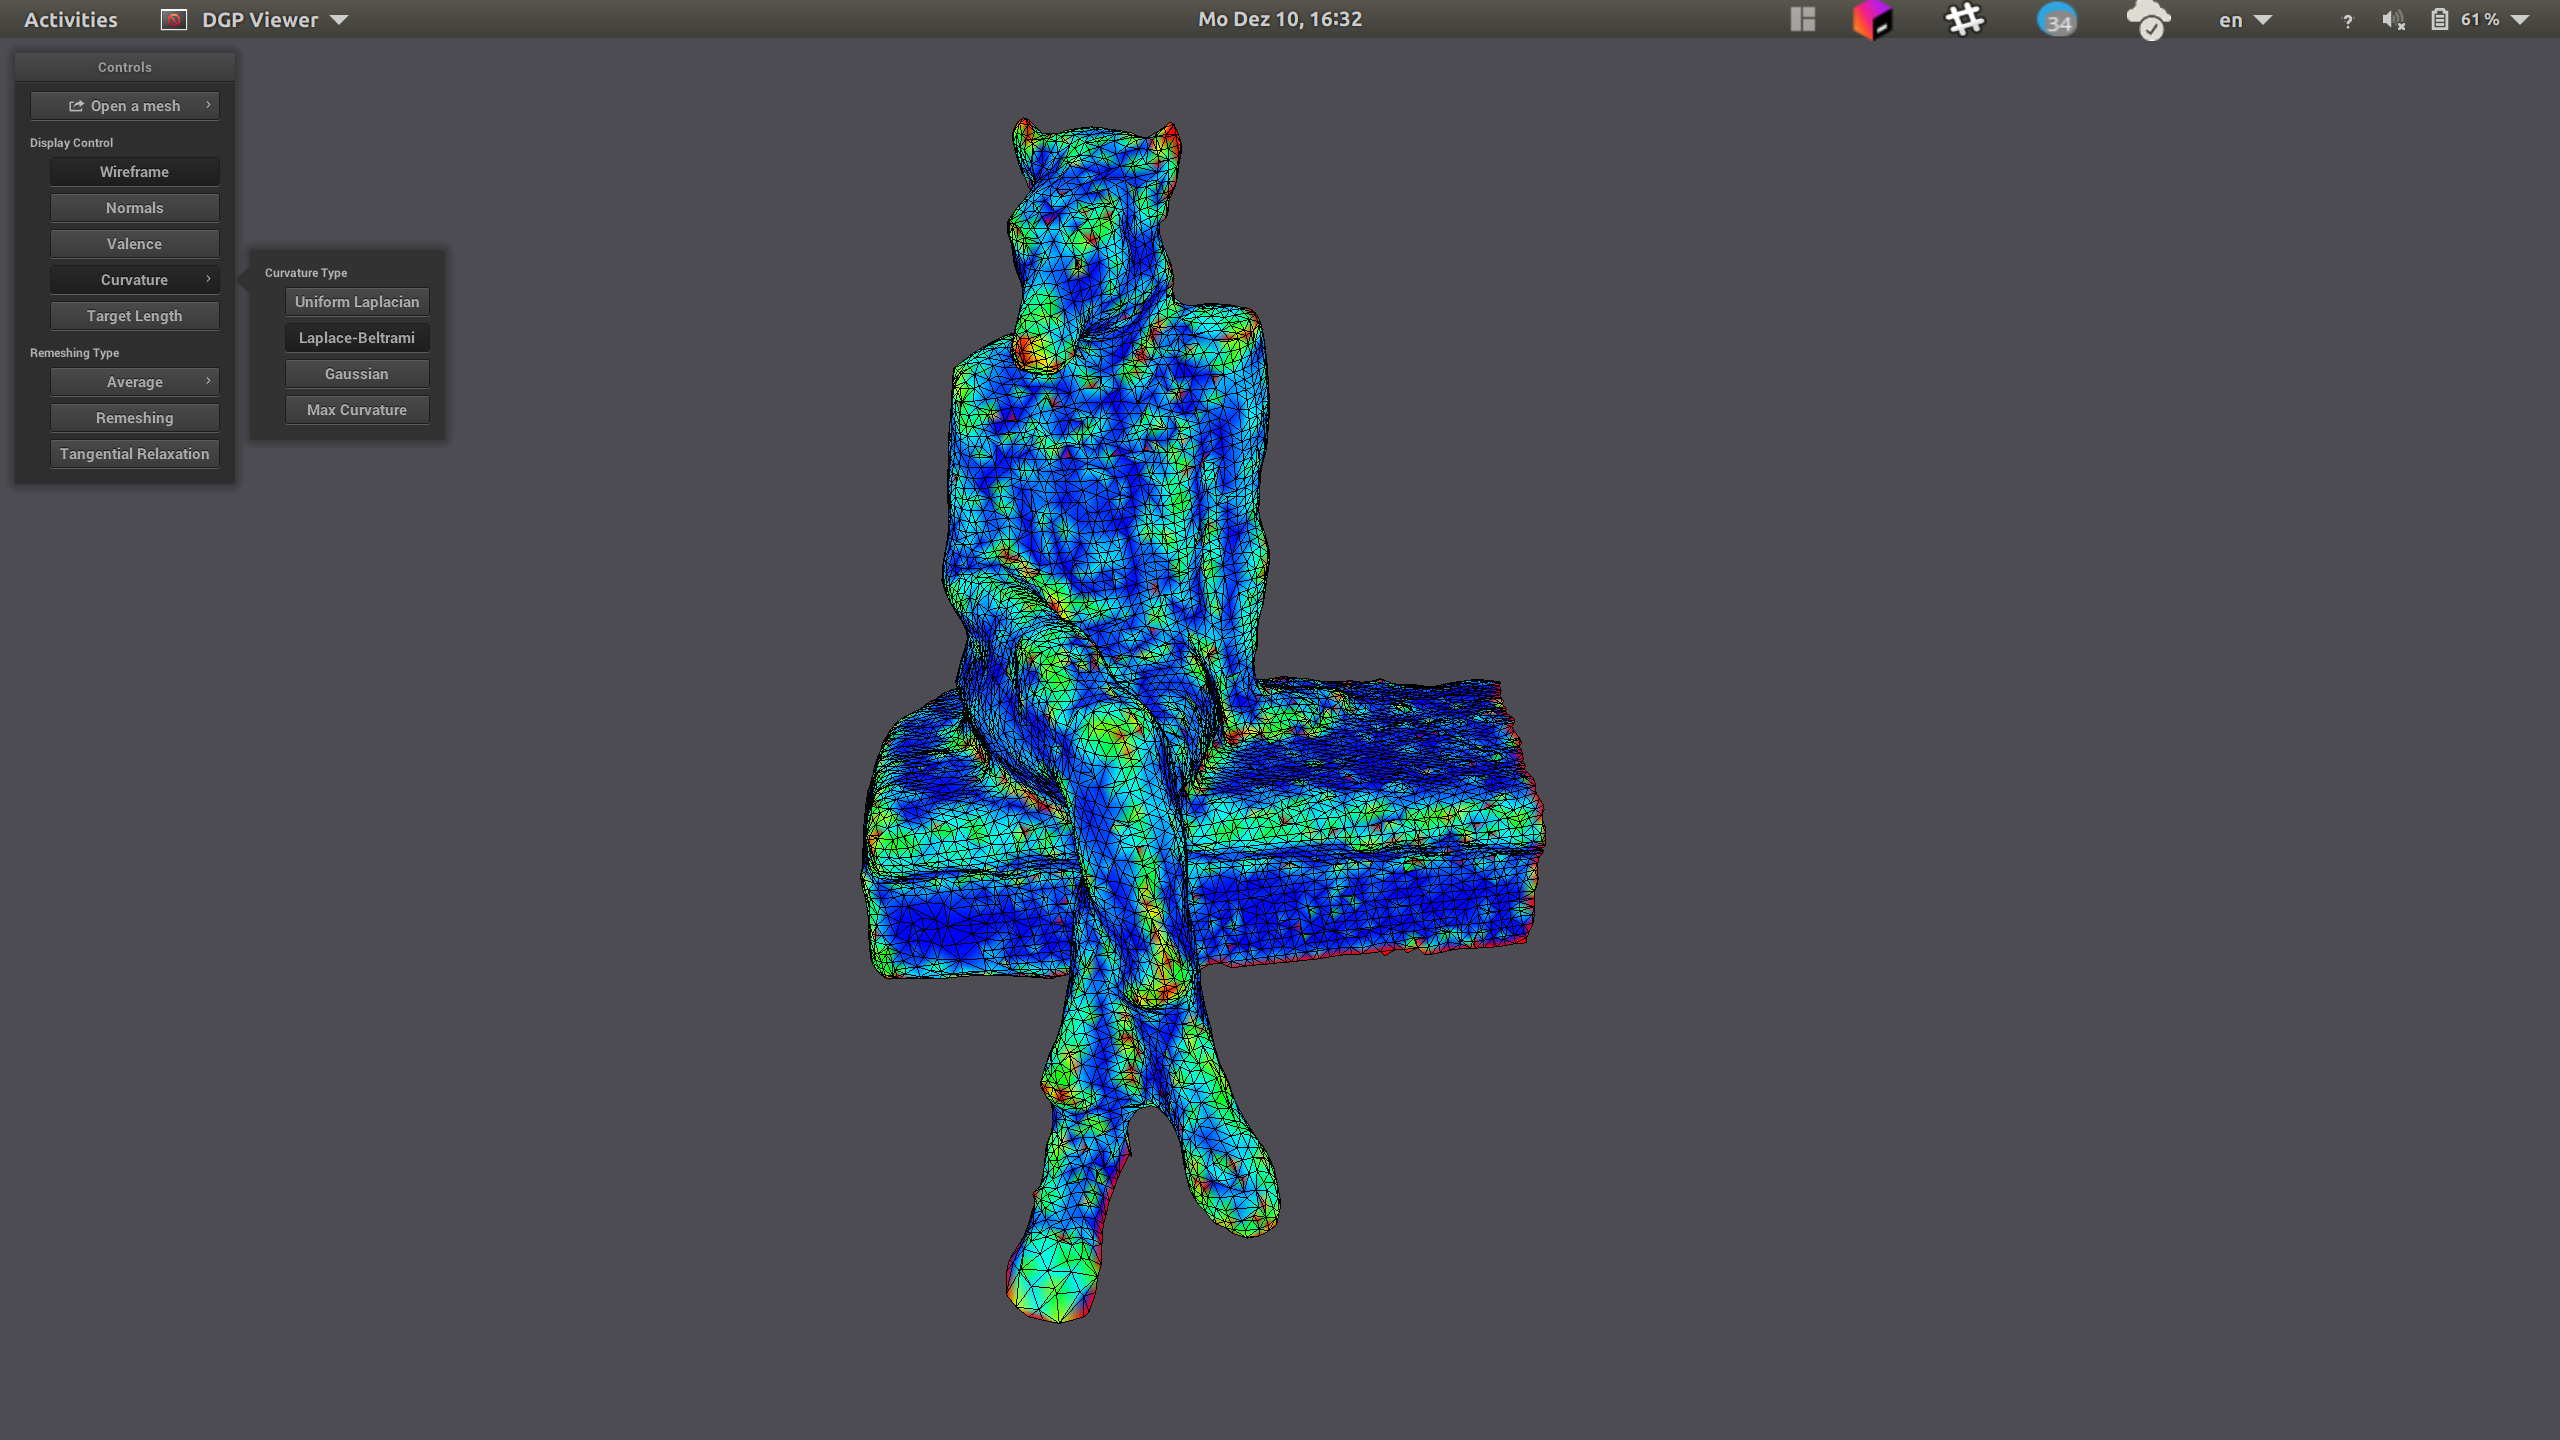 Activities
DGP Viewer
Mo Dez 10, 16:32
34
en
?
61 %
Controls
Open a mesh
Display Control
Wireframe
Normals
Valence
Curvature
Target Length
Remeshing Type
Average
Remeshing
Tangential Relaxation
Curvature Type
Uniform Laplacian
Laplace-Beltrami
Gaussian
Max Curvature